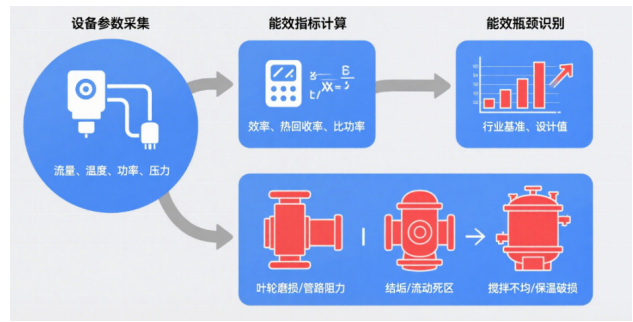 设备参数采集
能效指标计算
能效瓶颈识别
流量、温度、功率、压力
效率、热回收率、比功率
行业基准、设计值
叶轮磨损/管路阻力
结垢/流动死区
搅拌不均/保温破损